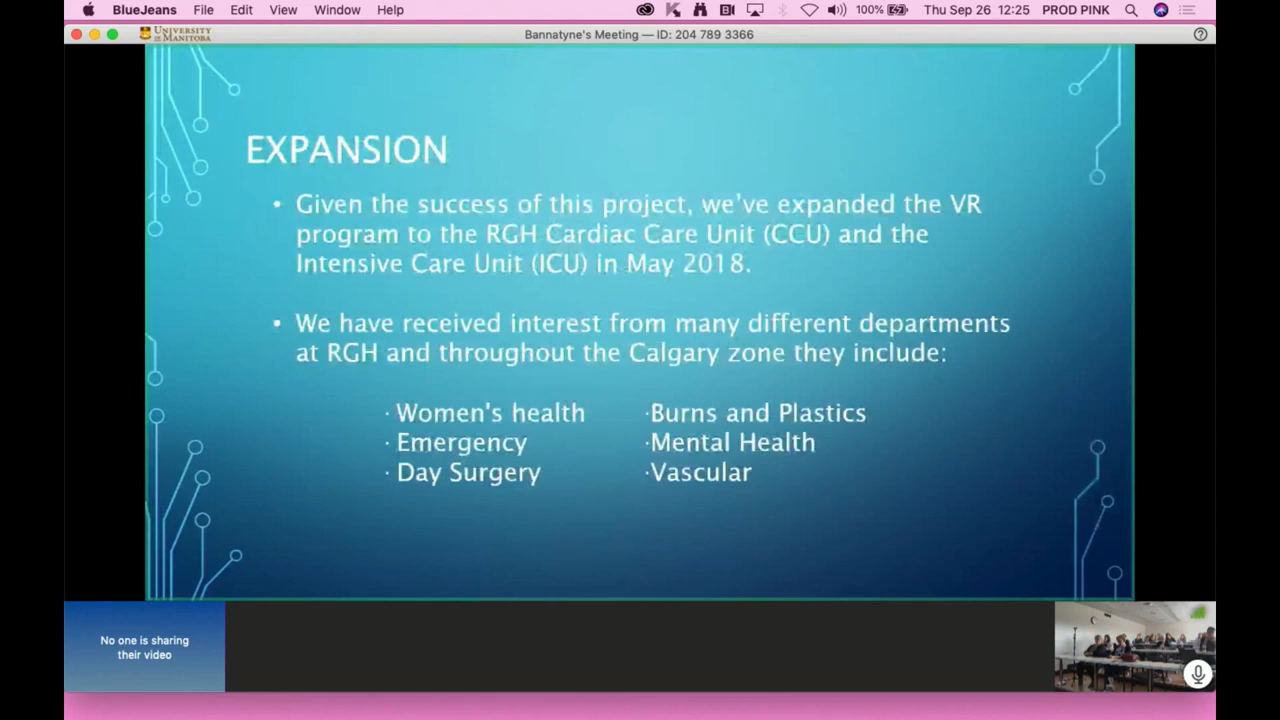 BlueJeans File Edit View Window Help 100% Thu Sep 26 12:25 PROD PINK
UNIVERSITY
OF MANITOBA
Bannatyne's Meeting — ID: 204 789 3366
EXPANSION
• Given the success of this project, we've expanded the VR
program to the RGH Cardiac Care Unit (CCU) and the
Intensive Care Unit (ICU) in May 2018.
• We have received interest from many different departments
at RGH and throughout the Calgary zone they include:
· Women's health ·Burns and Plastics
· Emergency ·Mental Health
· Day Surgery ·Vascular
No one is sharing
their video